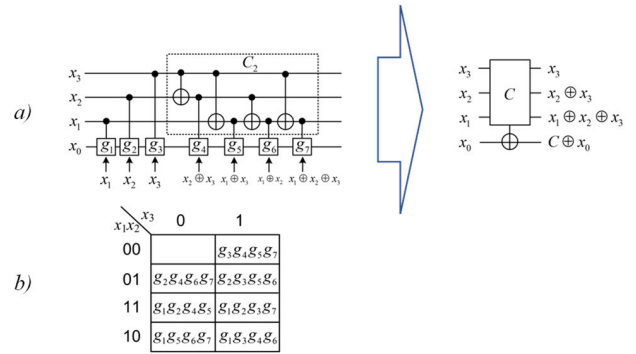 a)
C₂
x₃
x₂
x₁
x₀
g₁ g₂ g₃ g₄ g₅ g₆ g₇
x₁ x₂ x₃ x₂ ⊕ x₃ x₁ ⊕ x₃ x₁ ⊕ x₂ x₁ ⊕ x₂ ⊕ x₃
x₃ C x₃
x₂ x₂ ⊕ x₃
x₁ x₁ ⊕ x₂ ⊕ x₃
x₀ C ⊕ x₀
b)
x₁x₂ x₃ 0 1
00 g₃g₄g₅g₇
01 g₂g₄g₆g₇ g₂g₃g₅g₆
11 g₁g₂g₄g₅ g₁g₂g₃g₇
10 g₁g₅g₆g₇ g₁g₃g₄g₆